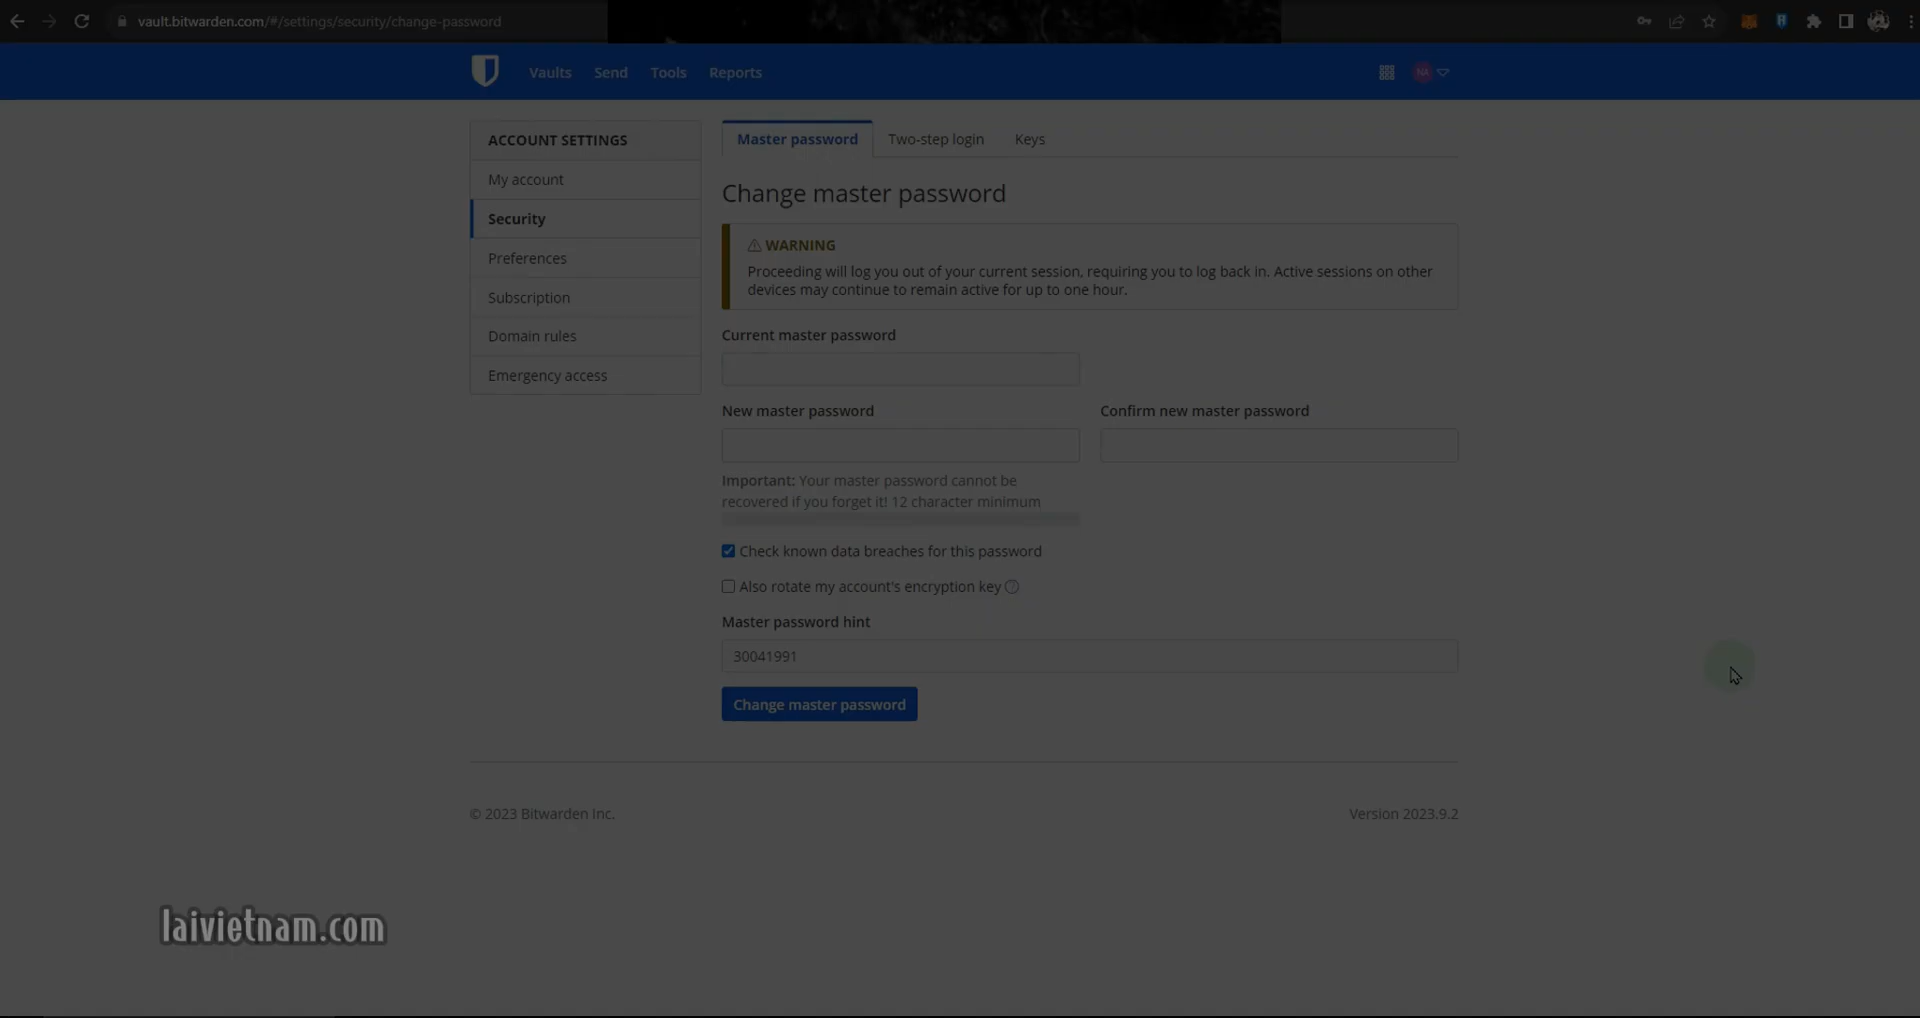 vault.bitwarden.com/#/settings/security/change-password
Vaults
Send
Tools
Reports
NA
ACCOUNT SETTINGS
My account
Security
Preferences
Subscription
Domain rules
Emergency access
Master password
Two-step login
Keys
Change master password
WARNING
Proceeding will log you out of your current session, requiring you to log back in. Active sessions on other
devices may continue to remain active for up to one hour.
Current master password
New master password
Confirm new master password
Important: Your master password cannot be
recovered if you forget it! 12 character minimum
Check known data breaches for this password
Also rotate my account's encryption key
Master password hint
30041991
Change master password
© 2023 Bitwarden Inc.
Version 2023.9.2
laivietnam.com